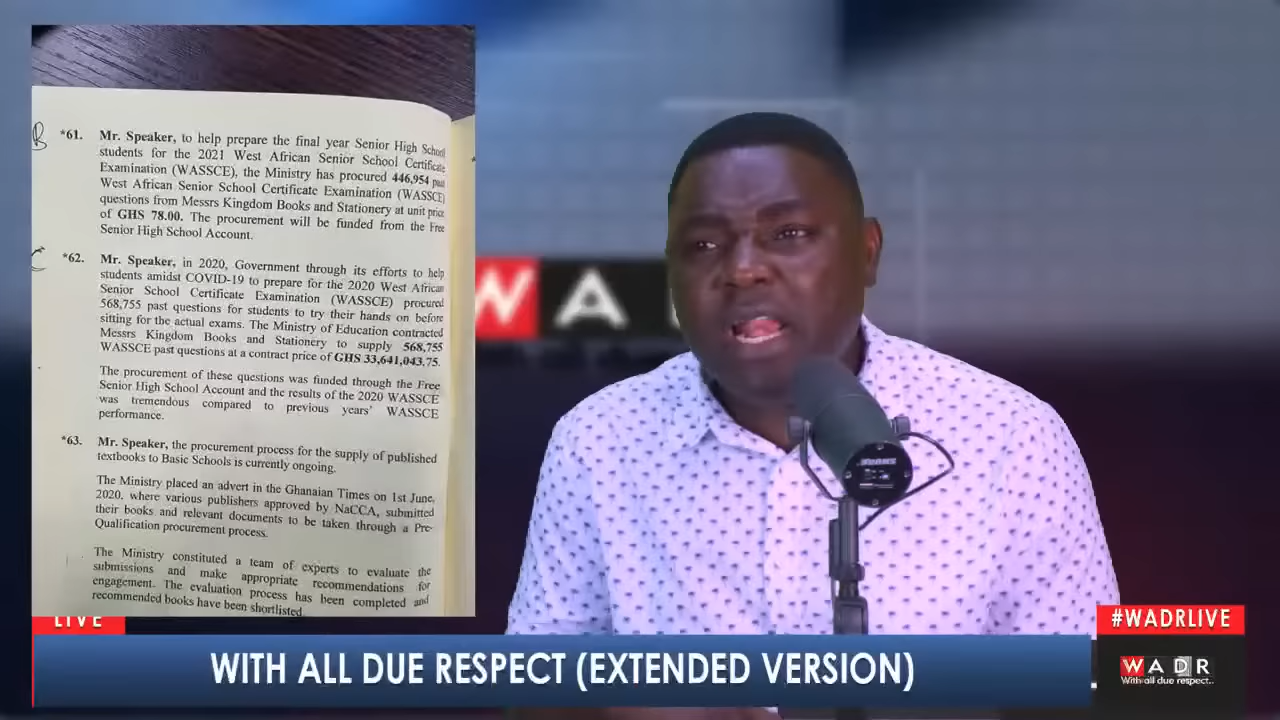 *61. Mr. Speaker, to help prepare the final year Senior High School
students for the 2021 West African Senior School Certificate
Examination (WASSCE), the Ministry has procured 446,954 past
West African Senior School Certificate Examination (WASSCE)
questions from Messrs Kingdom Books and Stationery at unit price
of GHS 78.00. The procurement will be funded from the Free
Senior High School Account.
*62. Mr. Speaker, in 2020, Government through its efforts to help
students amidst COVID-19 to prepare for the 2020 West African
Senior School Certificate Examination (WASSCE) procured
568,755 past questions for students to try their hands on before
sitting for the actual exams. The Ministry of Education contracted
Messrs Kingdom Books and Stationery to supply 568,755
WASSCE past questions at a contract price of GHS 33,641,043.75.
The procurement of these questions was funded through the Free
Senior High School Account and the results of the 2020 WASSCE
was tremendous compared to previous years' WASSCE
performance.
*63. Mr. Speaker, the procurement process for the supply of published
textbooks to Basic Schools is currently ongoing.
The Ministry placed an advert in the Ghanaian Times on 1st June,
2020, where various publishers approved by NaCCA, submitted
their books and relevant documents to be taken through a Pre-
Qualification procurement process.
The Ministry constituted a team of experts to evaluate the
submissions and make appropriate recommendations for
engagement. The evaluation process has been completed and
recommended books have been shortlisted.
W A
LIVE
#WADRLIVE
WITH ALL DUE RESPECT (EXTENDED VERSION)
WADR
With all due respect..